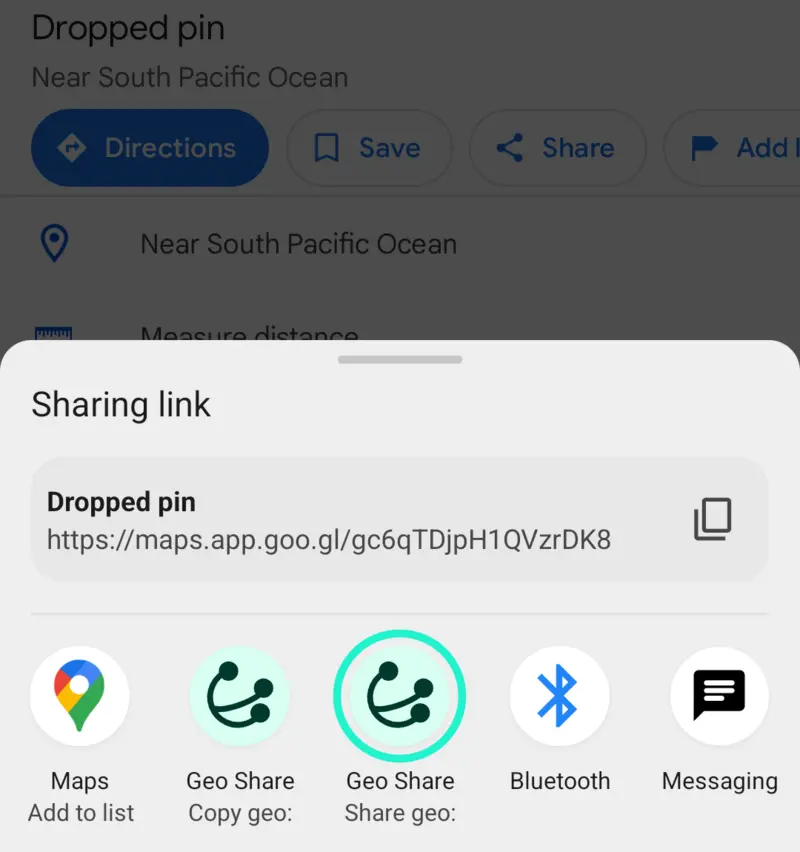 Dropped pin
Near South Pacific Ocean
Directions
Save
Share
Add l
Near South Pacific Ocean
Measure distance
Sharing link
Dropped pin
https://maps.app.goo.gl/gc6qTDjpH1QVzrDK8
Maps
Add to list
Geo Share
Copy geo:
Geo Share
Share geo:
Bluetooth
Messaging